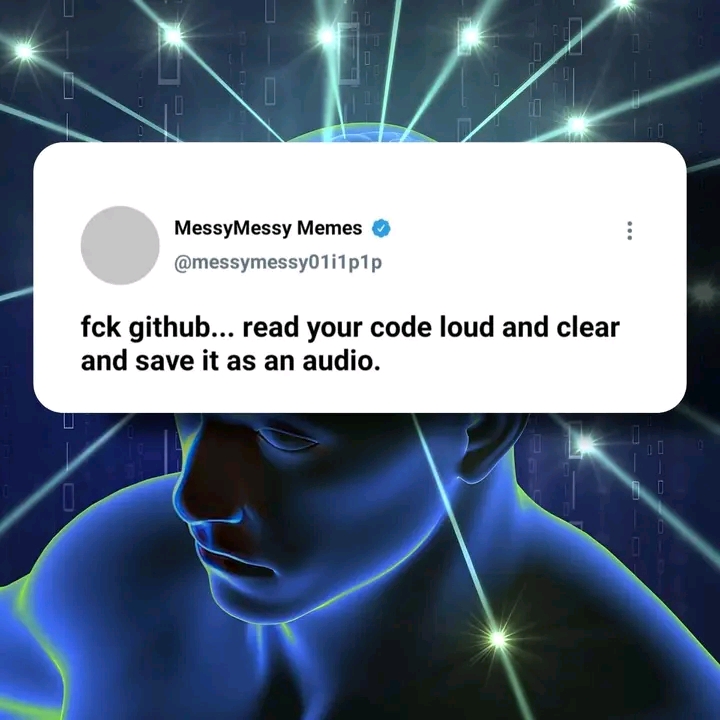 MessyMessy Memes
@messymessy01i1p1p
fck github... read your code loud and clear
and save it as an audio.